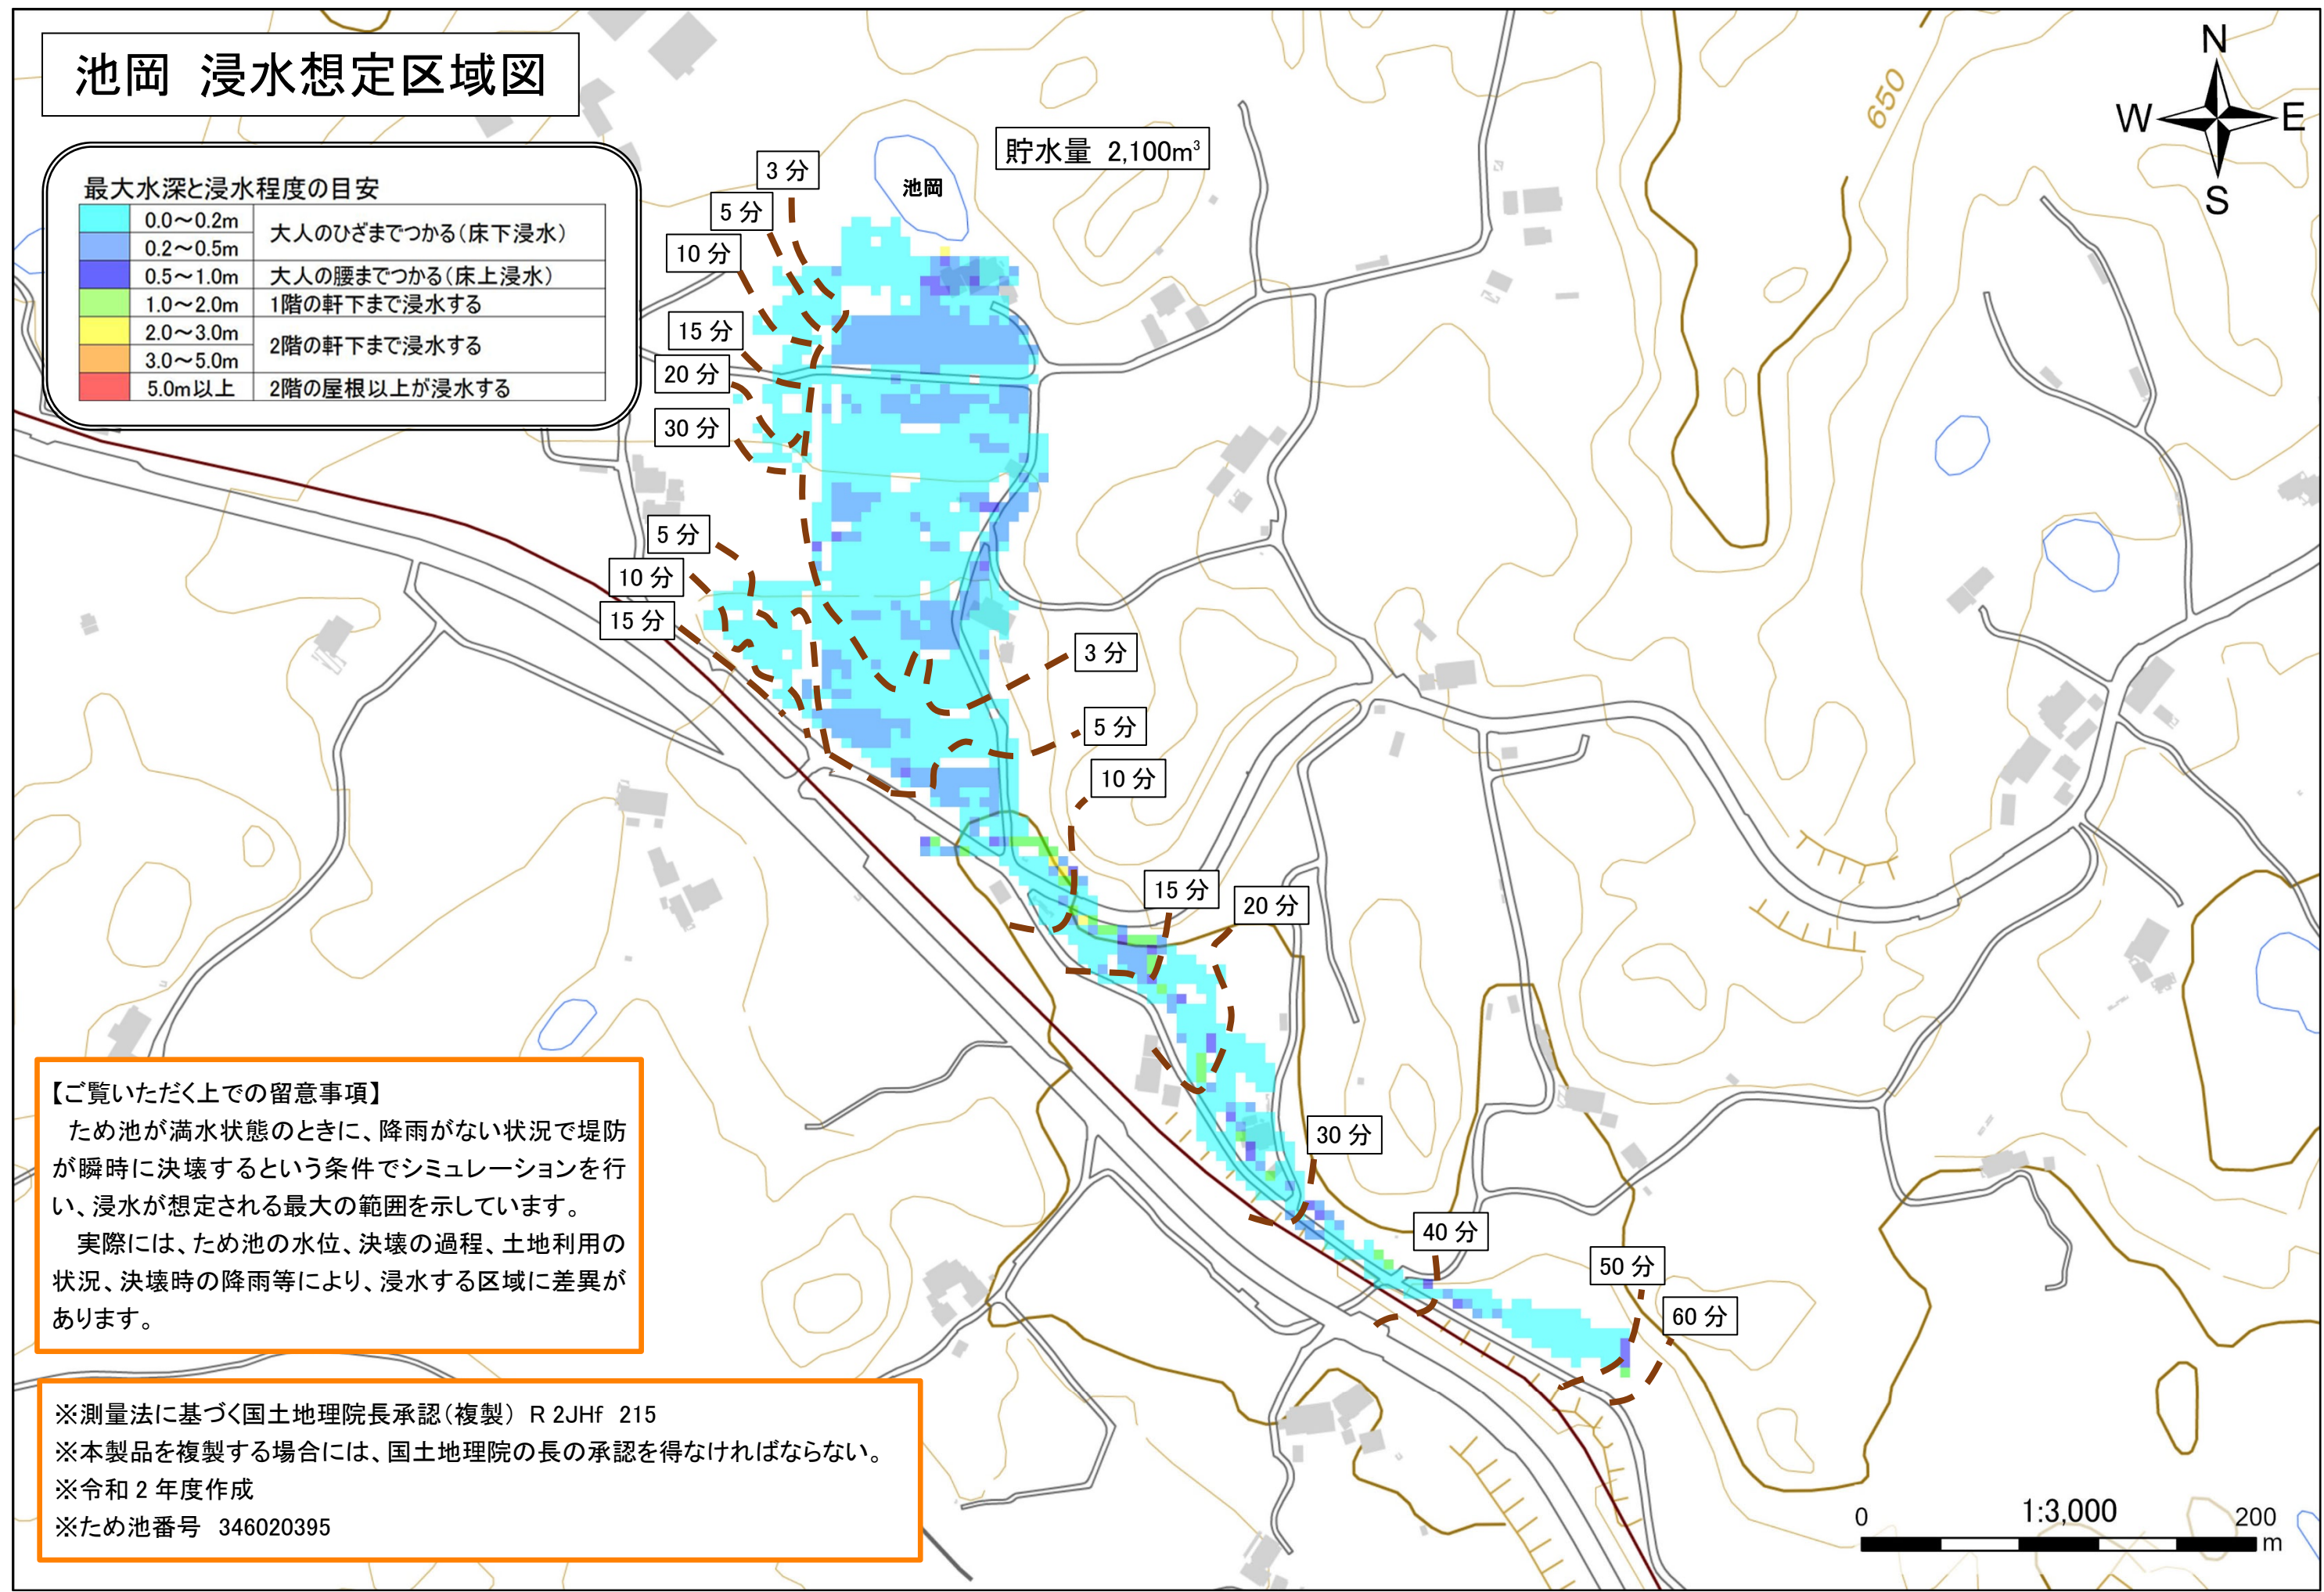 池岡 浸水想定区域図
N
W
E
S
650
貯水量 2,100m³
池岡
最大水深と浸水程度の目安
0.0～0.2m
大人のひざまでつかる(床下浸水)
0.2～0.5m
0.5～1.0m 大人の腰までつかる(床上浸水)
1.0～2.0m 1階の軒下まで浸水する
2.0～3.0m
2階の軒下まで浸水する
3.0～5.0m
5.0m以上 2階の屋根以上が浸水する
3 分
5 分
10 分
15 分
20 分
30 分
5 分
10 分
15 分
3 分
5 分
10 分
15 分
20 分
30 分
40 分
50 分
60 分
【ご覧いただく上での留意事項】
ため池が満水状態のときに、降雨がない状況で堤防
が瞬時に決壊するという条件でシミュレーションを行
い、浸水が想定される最大の範囲を示しています。
実際には、ため池の水位、決壊の過程、土地利用の
状況、決壊時の降雨等により、浸水する区域に差異が
あります。
※測量法に基づく国土地理院長承認(複製) R 2JHf 215
※本製品を複製する場合には、国土地理院の長の承認を得なければならない。
※令和 2 年度作成
※ため池番号 346020395
1:3,000
0 200
m